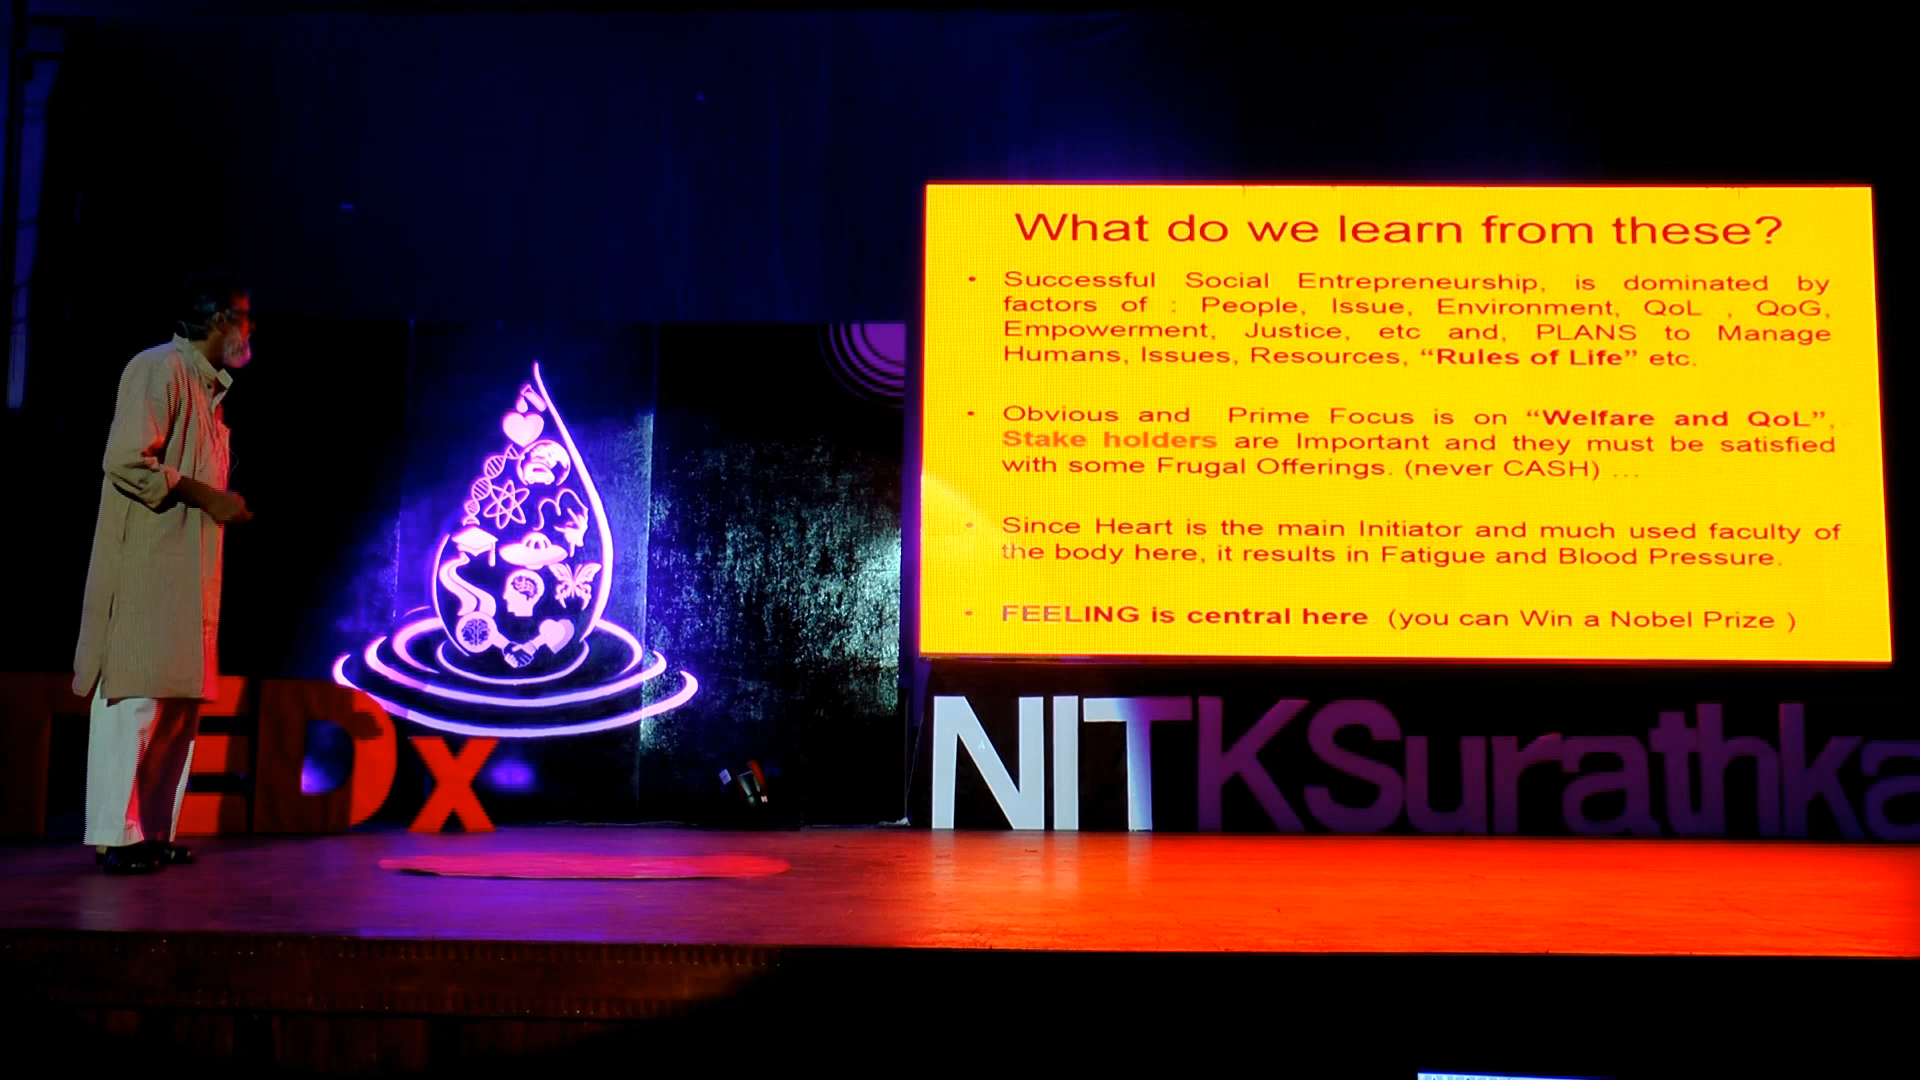 What do we learn from these?
• Successful Social Entrepreneurship, is dominated by
factors of : People, Issue, Environment, QoL , QoG,
Empowerment, Justice, etc and, PLANS to Manage
Humans, Issues, Resources, “Rules of Life” etc.
• Obvious and Prime Focus is on “Welfare and QoL”,
Stake holders are Important and they must be satisfied
with some Frugal Offerings. (never CASH) ...
• Since Heart is the main Initiator and much used faculty of
the body here, it results in Fatigue and Blood Pressure.
• FEELING is central here (you can Win a Nobel Prize )
TEDx
NITKSurathka